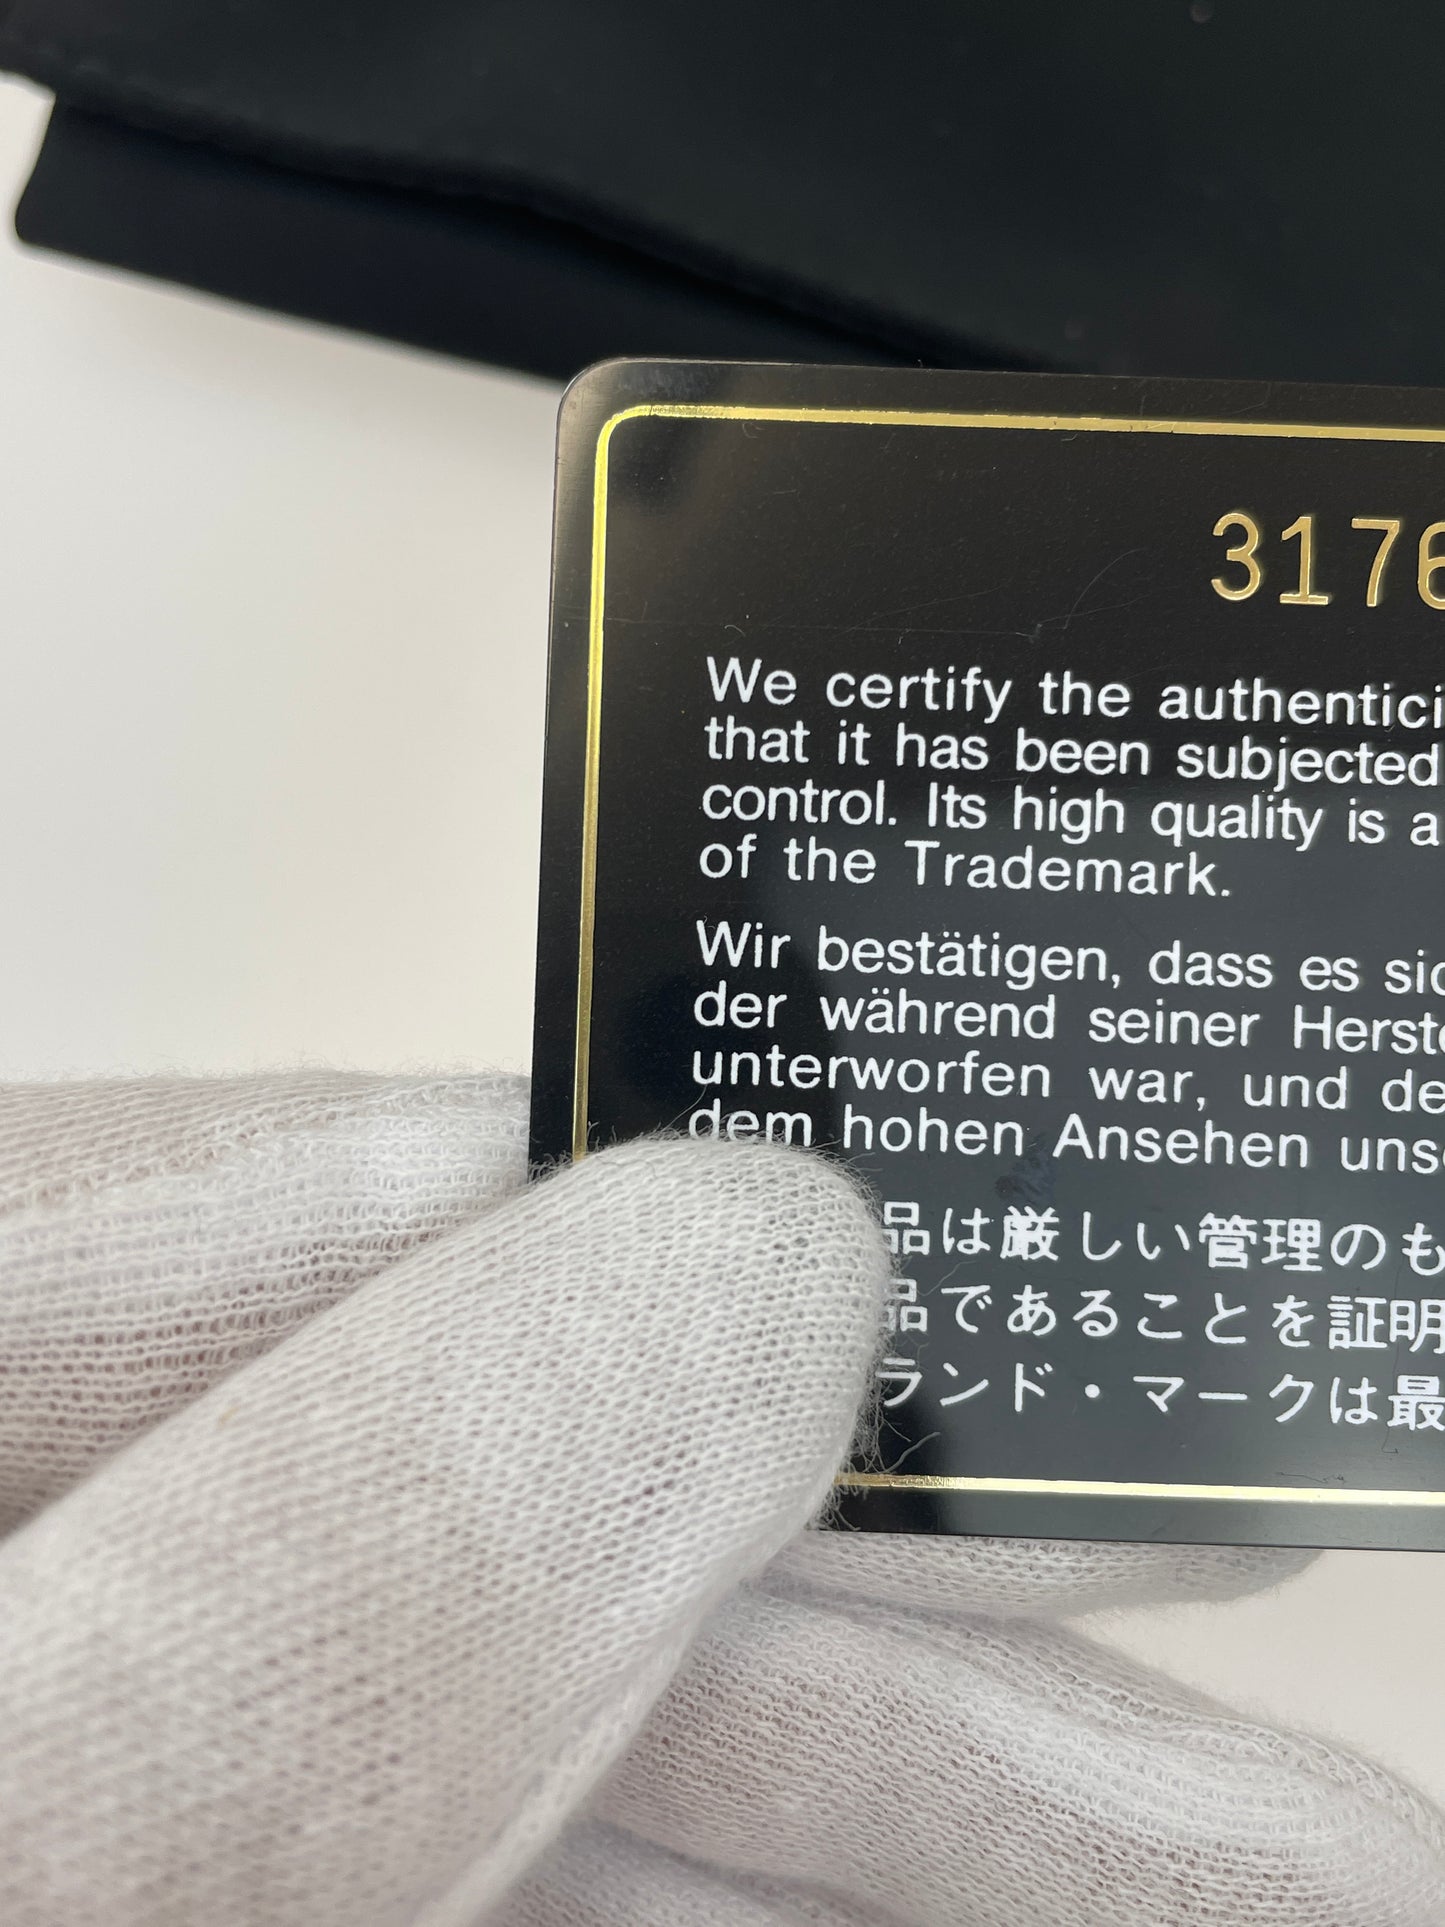 3176
We certify the authentici
that it has been subjected
control. Its high quality is a
of the Trademark.
Wir bestätigen, dass es sic
der während seiner Herste
unterworfen war, und de
dem hohen Ansehen unse
品は厳しい管理のも
品であることを証明
ランド・マークは最